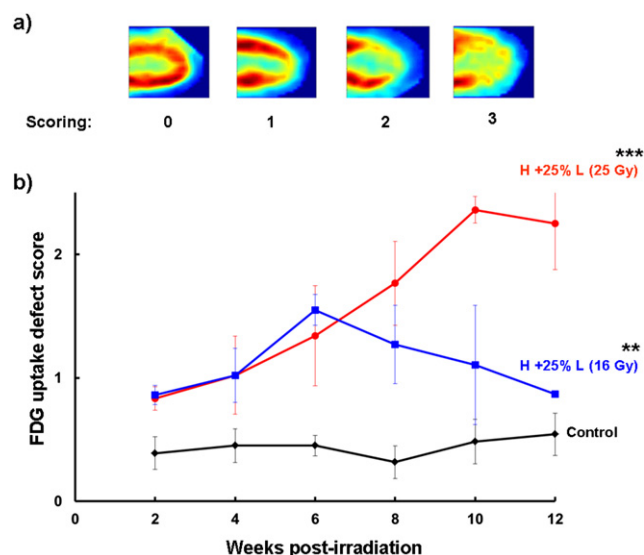 a)
Scoring: 0 1 2 3
b)
***
H +25% L (25 Gy)
**
H +25% L (16 Gy)
Control
FDG uptake defect score
2
1
0
0 2 4 6 8 10 12
Weeks post-irradiation